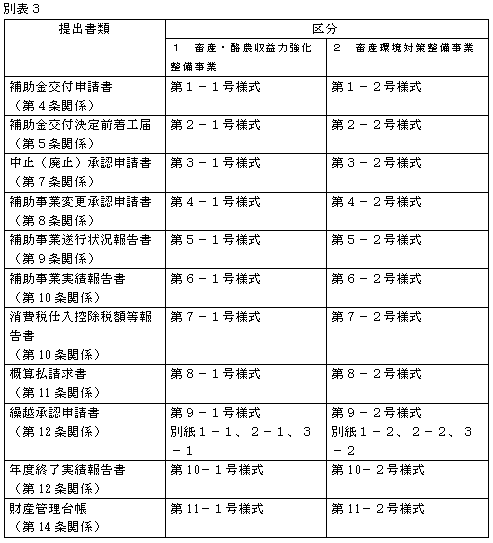 別表３
提出書類
区分
１　畜産・酪農収益力強化
整備事業
２　畜産環境対策整備事業
補助金交付申請書
（第４条関係）
第１－１号様式
第１－２号様式
補助金交付決定前着工届
（第５条関係）
第２－１号様式
第２－２号様式
中止（廃止）承認申請書
（第７条関係）
第３－１号様式
第３－２号様式
補助事業変更承認申請書
（第８条関係）
第４－１号様式
第４－２号様式
補助事業遂行状況報告書
（第９条関係）
第５－１号様式
第５－２号様式
補助事業実績報告書
（第10条関係）
第６－１号様式
第６－２号様式
消費税仕入控除税額等報
告書
（第10条関係）
第７－１号様式
第７－２号様式
概算払請求書
（第11条関係）
第８－１号様式
第８－２号様式
繰越承認申請書
（第12条関係）
第９－１号様式
別紙１－１、２－１、３
－１
第９－２号様式
別紙１－２、２－２、３
－２
年度終了実績報告書
（第12条関係）
第10－１号様式
第10－２号様式
財産管理台帳
（第14条関係）
第11－１号様式
第11－２号様式